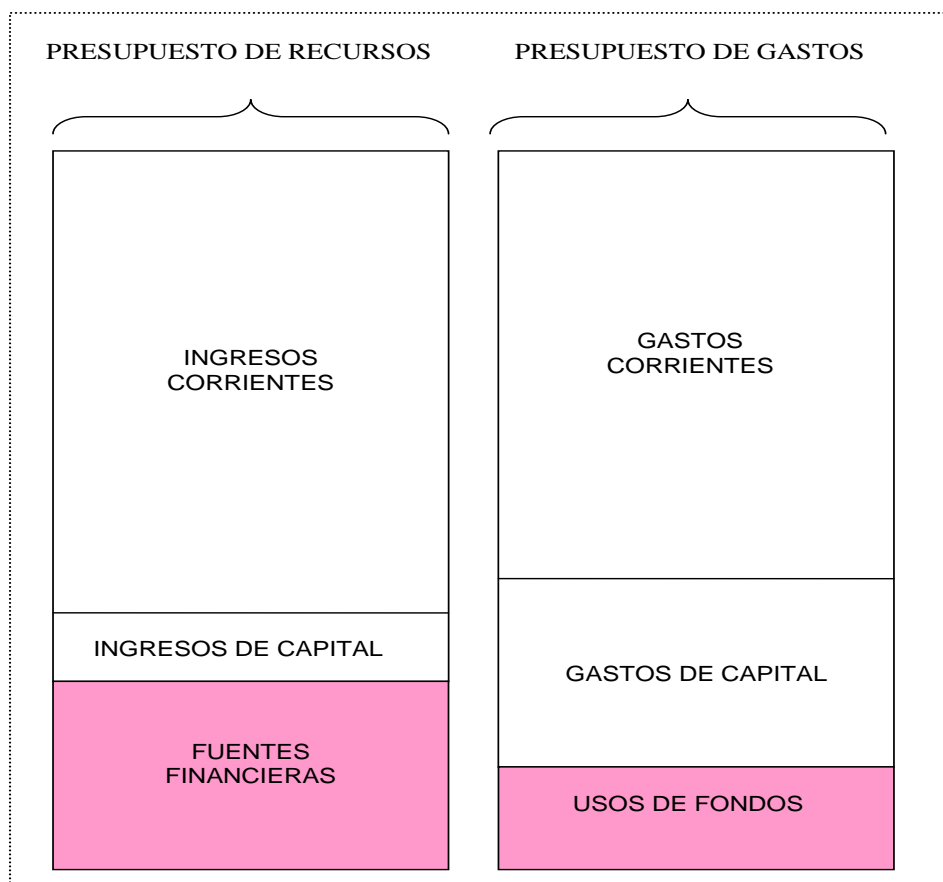 PRESUPUESTO DE RECURSOS
PRESUPUESTO DE GASTOS
INGRESOS
CORRIENTES
INGRESOS DE CAPITAL
FUENTES
FINANCIERAS
GASTOS
CORRIENTES
GASTOS DE CAPITAL
USOS DE FONDOS